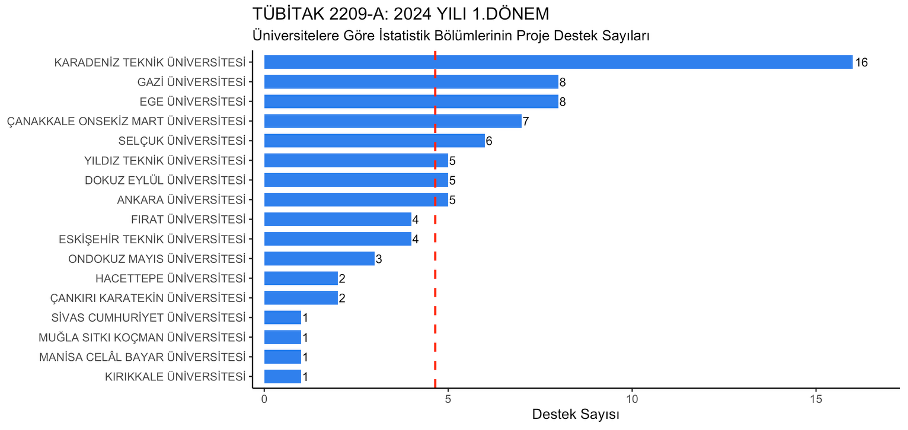 TÜBİTAK 2209-A: 2024 YILI 1.DÖNEM
Üniversitelere Göre İstatistik Bölümlerinin Proje Destek Sayıları
KARADENİZ TEKNİK ÜNİVERSİTESİ 16
GAZİ ÜNİVERSİTESİ 8
EGE ÜNİVERSİTESİ 8
ÇANAKKALE ONSEKİZ MART ÜNİVERSİTESİ 7
SELÇUK ÜNİVERSİTESİ 6
YILDIZ TEKNİK ÜNİVERSİTESİ 5
DOKUZ EYLÜL ÜNİVERSİTESİ 5
ANKARA ÜNİVERSİTESİ 5
FIRAT ÜNİVERSİTESİ 4
ESKİŞEHİR TEKNİK ÜNİVERSİTESİ 4
ONDOKUZ MAYIS ÜNİVERSİTESİ 3
HACETTEPE ÜNİVERSİTESİ 2
ÇANKIRI KARATEKİN ÜNİVERSİTESİ 2
SİVAS CUMHURİYET ÜNİVERSİTESİ 1
MUĞLA SITKI KOÇMAN ÜNİVERSİTESİ 1
MANİSA CELÂL BAYAR ÜNİVERSİTESİ 1
KIRIKKALE ÜNİVERSİTESİ 1
0 5 10 15
Destek Sayısı